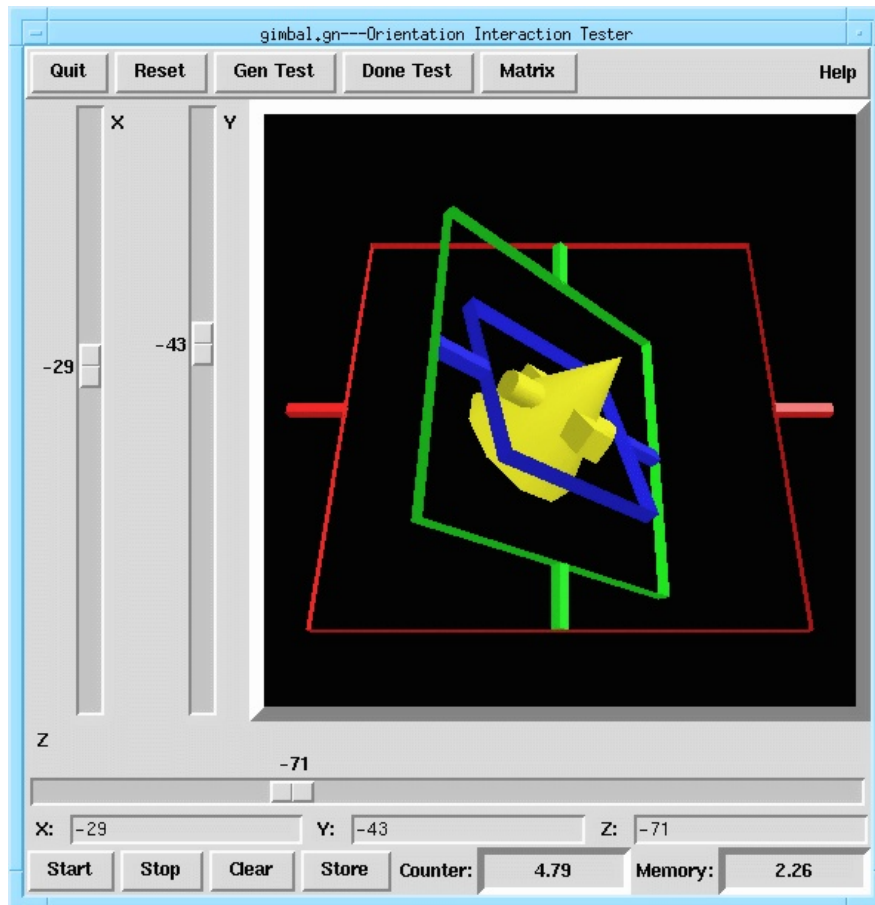 gimbal.gn---Orientation Interaction Tester
Quit Reset Gen Test Done Test Matrix Help
X Y
-29 -43
Z
-71
X: -29 Y: -43 Z: -71
Start Stop Clear Store Counter: 4.79 Memory: 2.26